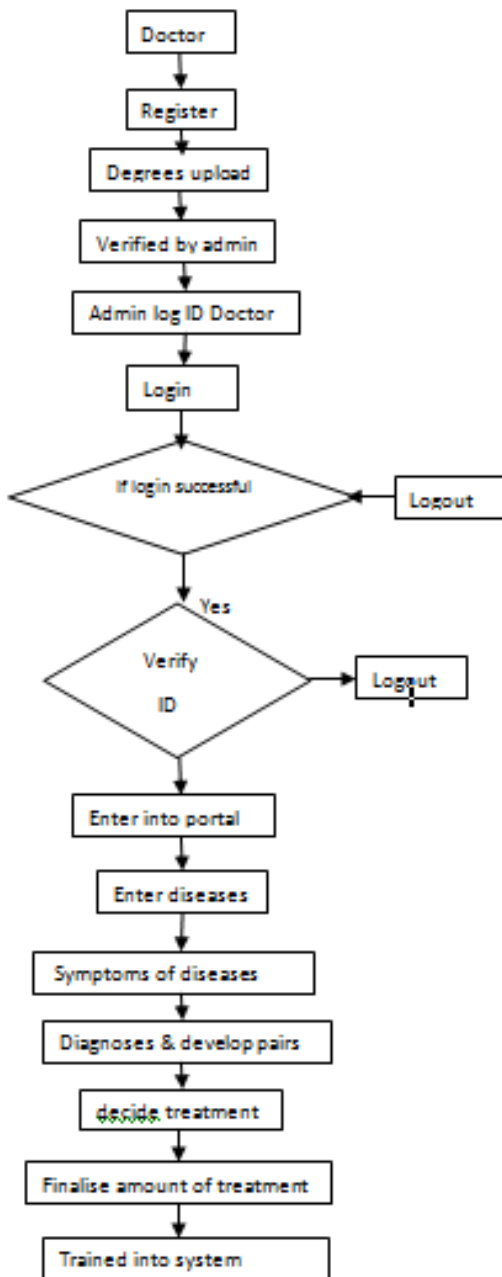 Doctor
Register
Degrees upload
Verified by admin
Admin log ID Doctor
Login
If login successful
Logout
Yes
Verify
ID
Logout
Enter into portal
Enter diseases
Symptoms of diseases
Diagnoses & develop pairs
decide treatment
Finalise amount of treatment
Trained into system